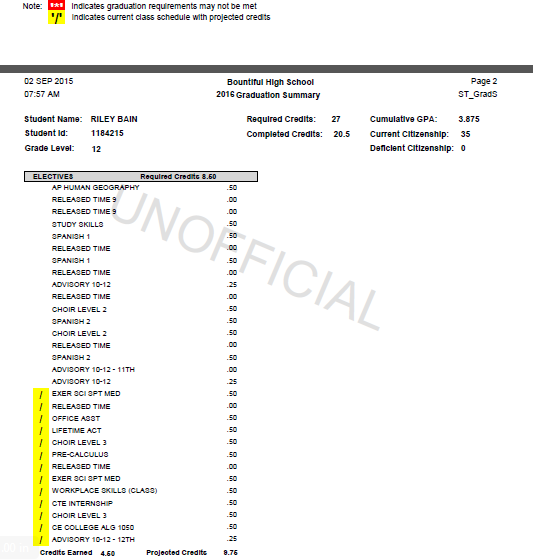 Note: "*" indicates graduation requirements may not be met
"/" indicates current class schedule with projected credits
02 SEP 2015 Bountiful High School Page 2
07:57 AM 2016 Graduation Summary ST_GradS
Student Name: RILEY BAIN Required Credits: 27 Cumulative GPA: 3.875
Student Id: 1184215 Completed Credits: 20.5 Current Citizenship: 35
Grade Level: 12 Deficient Citizenship: 0
ELECTIVES Required Credits 8.50
AP HUMAN GEOGRAPHY .50
RELEASED TIME 9 .00
RELEASED TIME 9 .00
STUDY SKILLS .50
SPANISH 1 .50
RELEASED TIME .00
SPANISH 1 .50
RELEASED TIME .00
ADVISORY 10-12 .25
RELEASED TIME .00
CHOIR LEVEL 2 .50
SPANISH 2 .50
CHOIR LEVEL 2 .50
RELEASED TIME .00
SPANISH 2 .50
ADVISORY 10-12 - 11TH .00
ADVISORY 10-12 .25
/ EXER SCI SPT MED .50
/ RELEASED TIME .00
/ OFFICE ASST .50
/ LIFETIME ACT .50
/ CHOIR LEVEL 3 .50
/ PRE-CALCULUS .50
/ RELEASED TIME .00
/ EXER SCI SPT MED .50
/ WORKPLACE SKILLS (CLASS) .50
/ CTE INTERNSHIP .50
/ CHOIR LEVEL 3 .50
/ CE COLLEGE ALG 1050 .50
/ ADVISORY 10-12 - 12TH .25
Credits Earned 4.50 Projected Credits 9.75
UNOFFICIAL